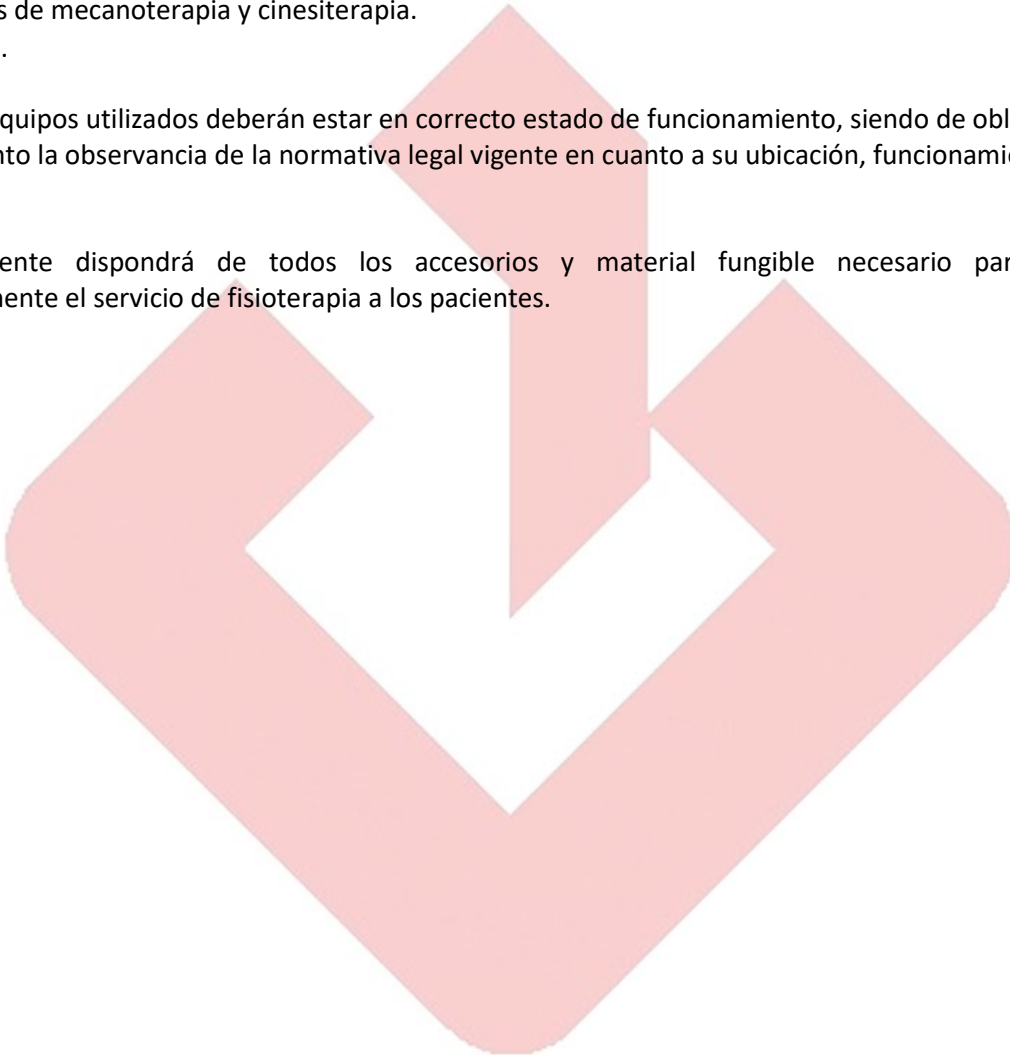 s de mecanoterapia y cinesiterapia.
.
quipos utilizados deberán estar en correcto estado de funcionamiento, siendo de obl
nto la observancia de la normativa legal vigente en cuanto a su ubicación, funcionami
ente dispondrá de todos los accesorios y material fungible necesario par
nente el servicio de fisioterapia a los pacientes.